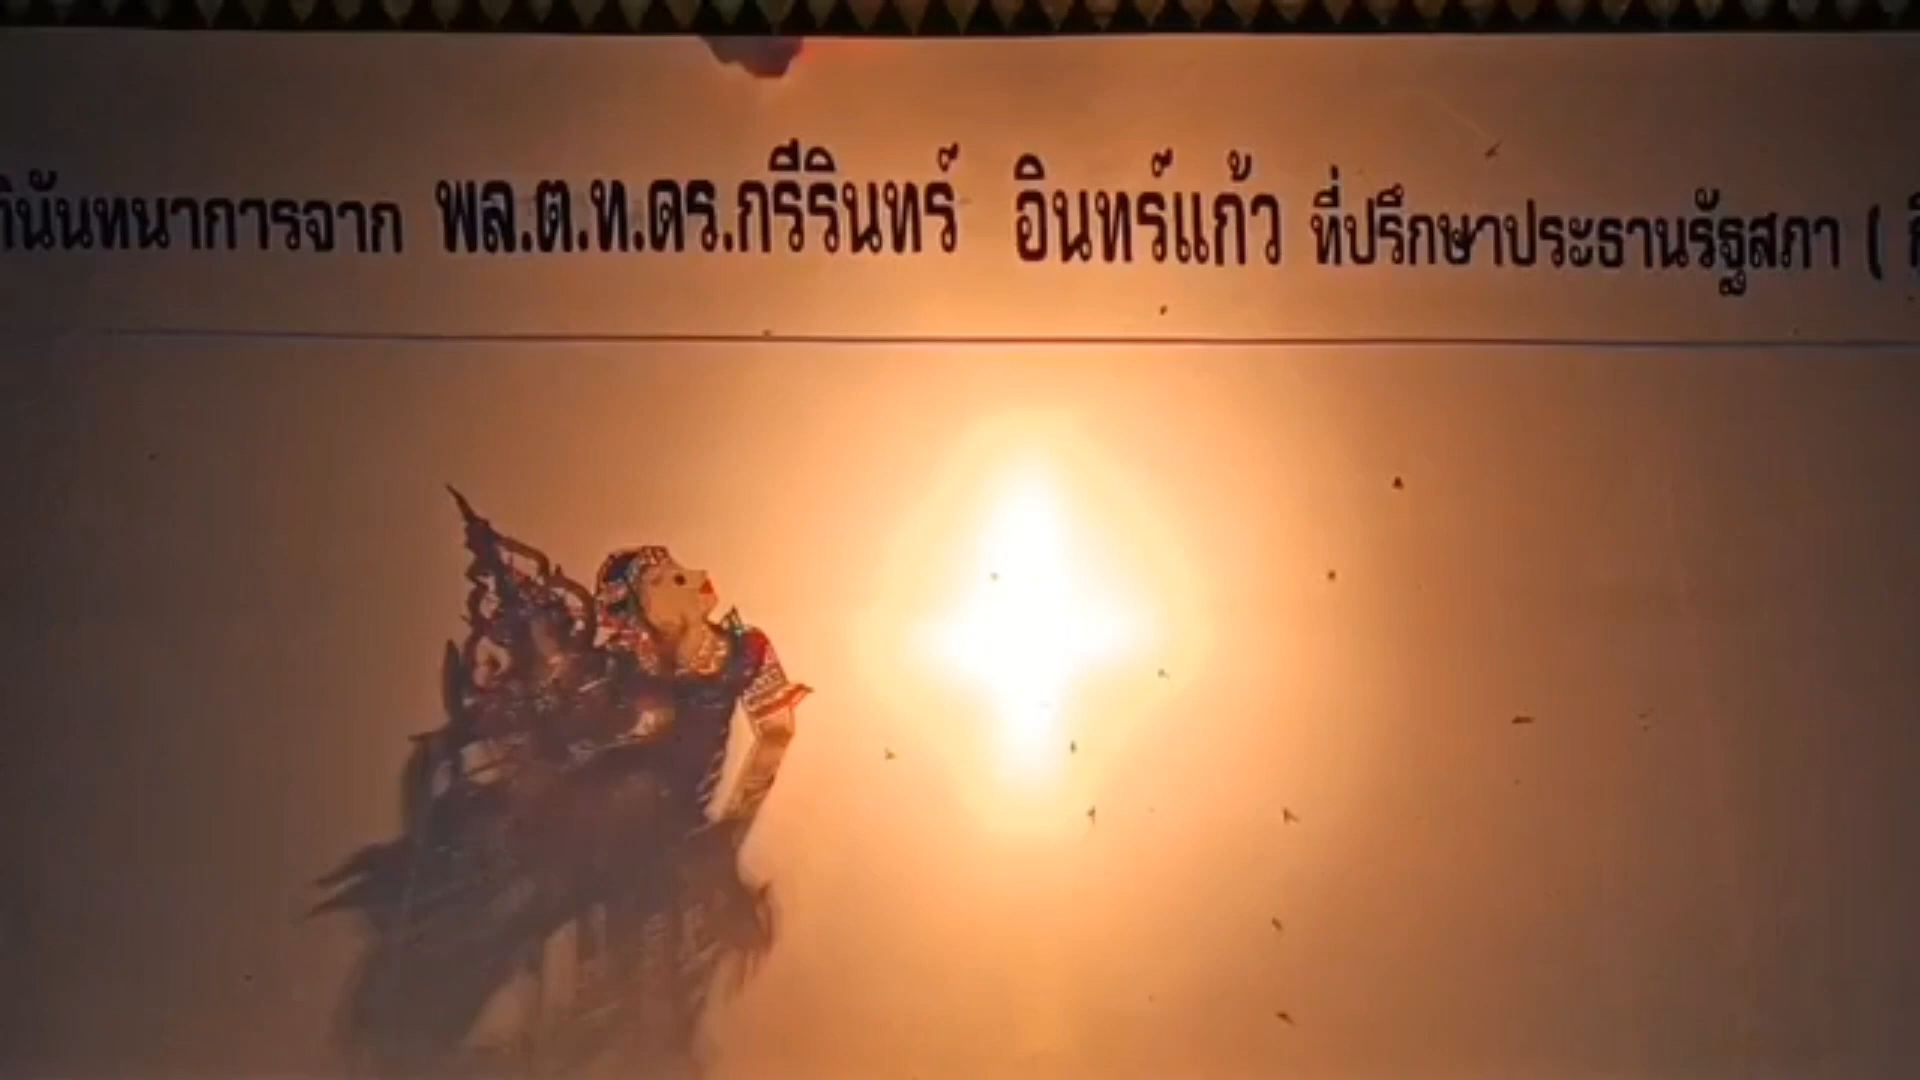 นันทนาการจาก พล.ต.ท.ดร.กรีรินทร์ อินทร์แก้ว ที่ปรึกษาประธานรัฐสภา (